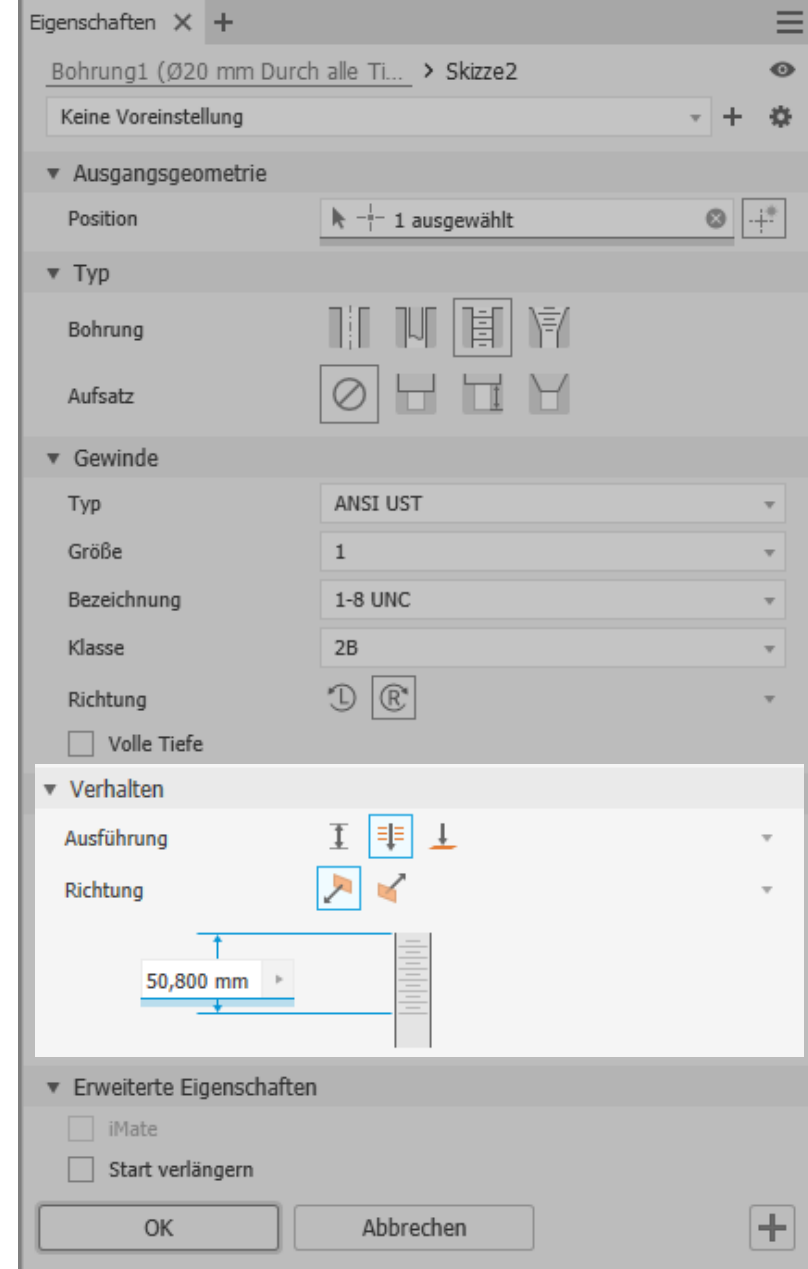 Eigenschaften
Bohrung1 (Ø20 mm Durch alle Ti... > Skizze2
Keine Voreinstellung
Ausgangsgeometrie
Position 1 ausgewählt
Typ
Bohrung
Aufsatz
Gewinde
Typ ANSI UST
Größe 1
Bezeichnung 1-8 UNC
Klasse 2B
Richtung L R
Volle Tiefe
Verhalten
Ausführung
Richtung
50,800 mm
Erweiterte Eigenschaften
iMate
Start verlängern
OK Abbrechen